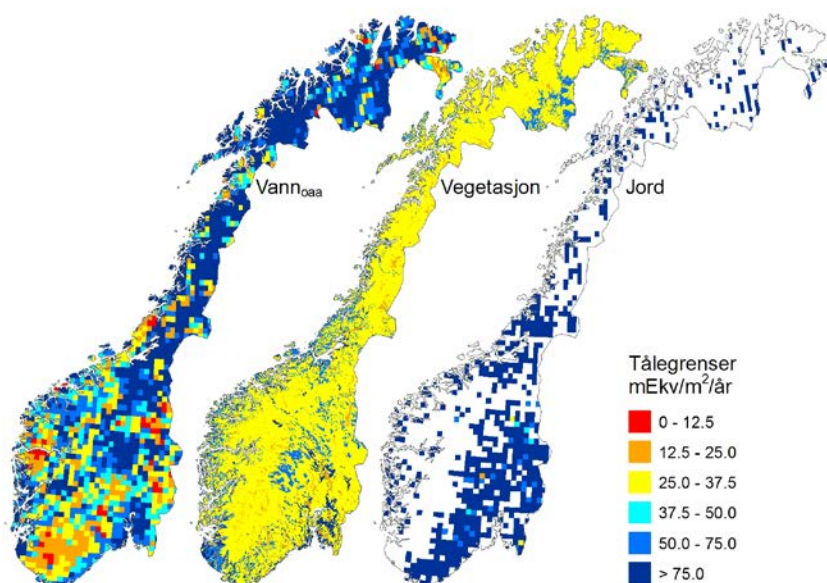 Vannoaa
Vegetasjon
Jord
Tålegrenser
mEkv/m²/år
0 - 12.5
12.5 - 25.0
25.0 - 37.5
37.5 - 50.0
50.0 - 75.0
> 75.0